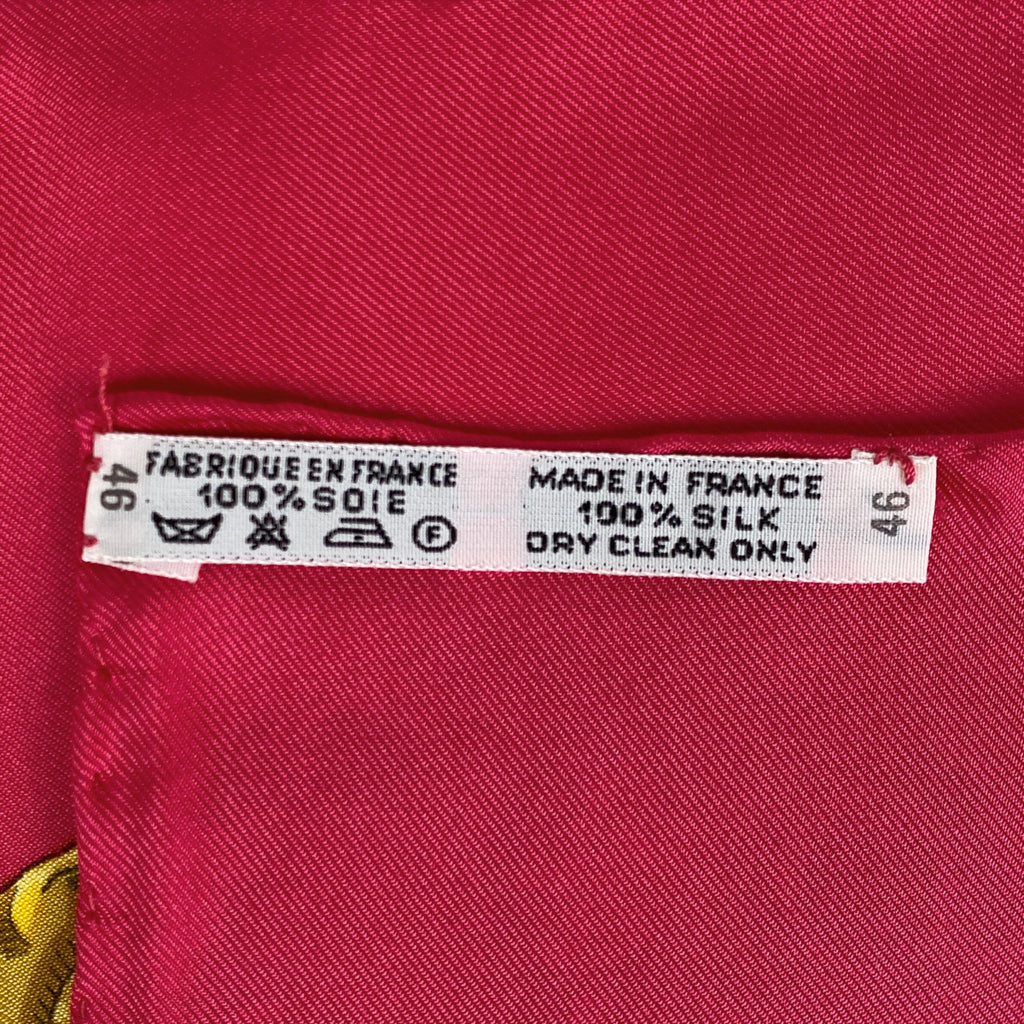 46
FABRIQUE EN FRANCE
100% SOIE
F
MADE IN FRANCE
100% SILK
DRY CLEAN ONLY
46